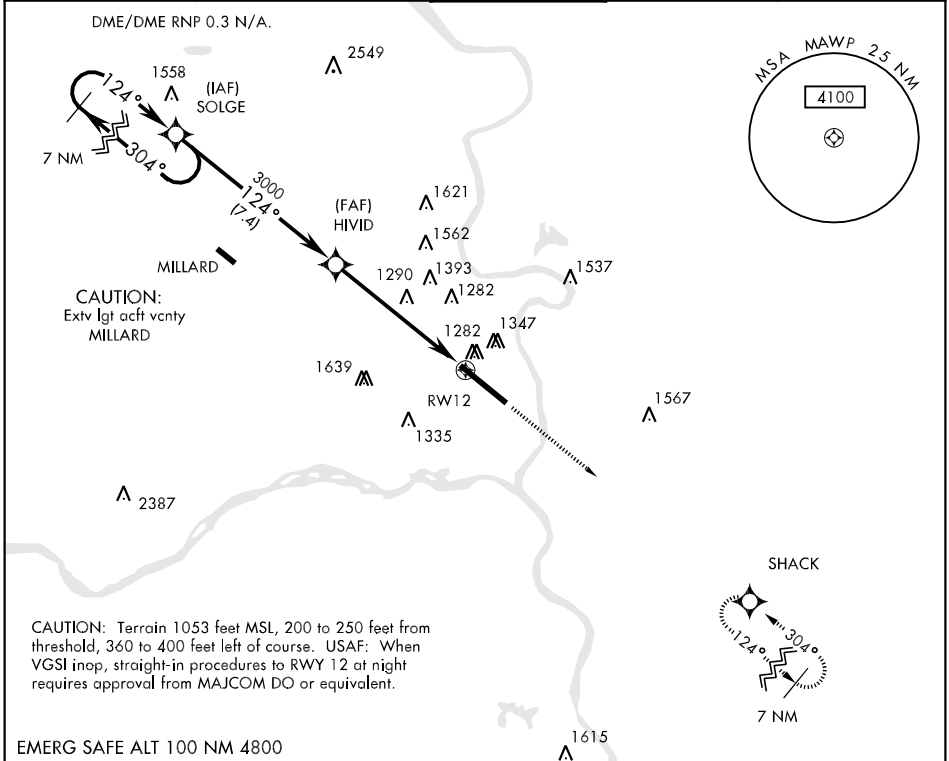 DME/DME RNP 0.3 N/A.
MSA MAWP 25 NM
4100
2549
1558
(IAF)
SOLGE
124°
304°
7 NM
3000
124°
(7.4)
(FAF)
HIVID
1621
1562
1393
1290
1282
1537
MILLARD
CAUTION:
Extv lgt acft vcnty
MILLARD
1282
1347
1639
RW12
1335
1567
2387
SHACK
304°
124°
7 NM
CAUTION: Terrain 1053 feet MSL, 200 to 250 feet from
threshold, 360 to 400 feet left of course. USAF: When
VGSI inop, straight-in procedures to RWY 12 at night
requires approval from MAJCOM DO or equivalent.
EMERG SAFE ALT 100 NM 4800
1615